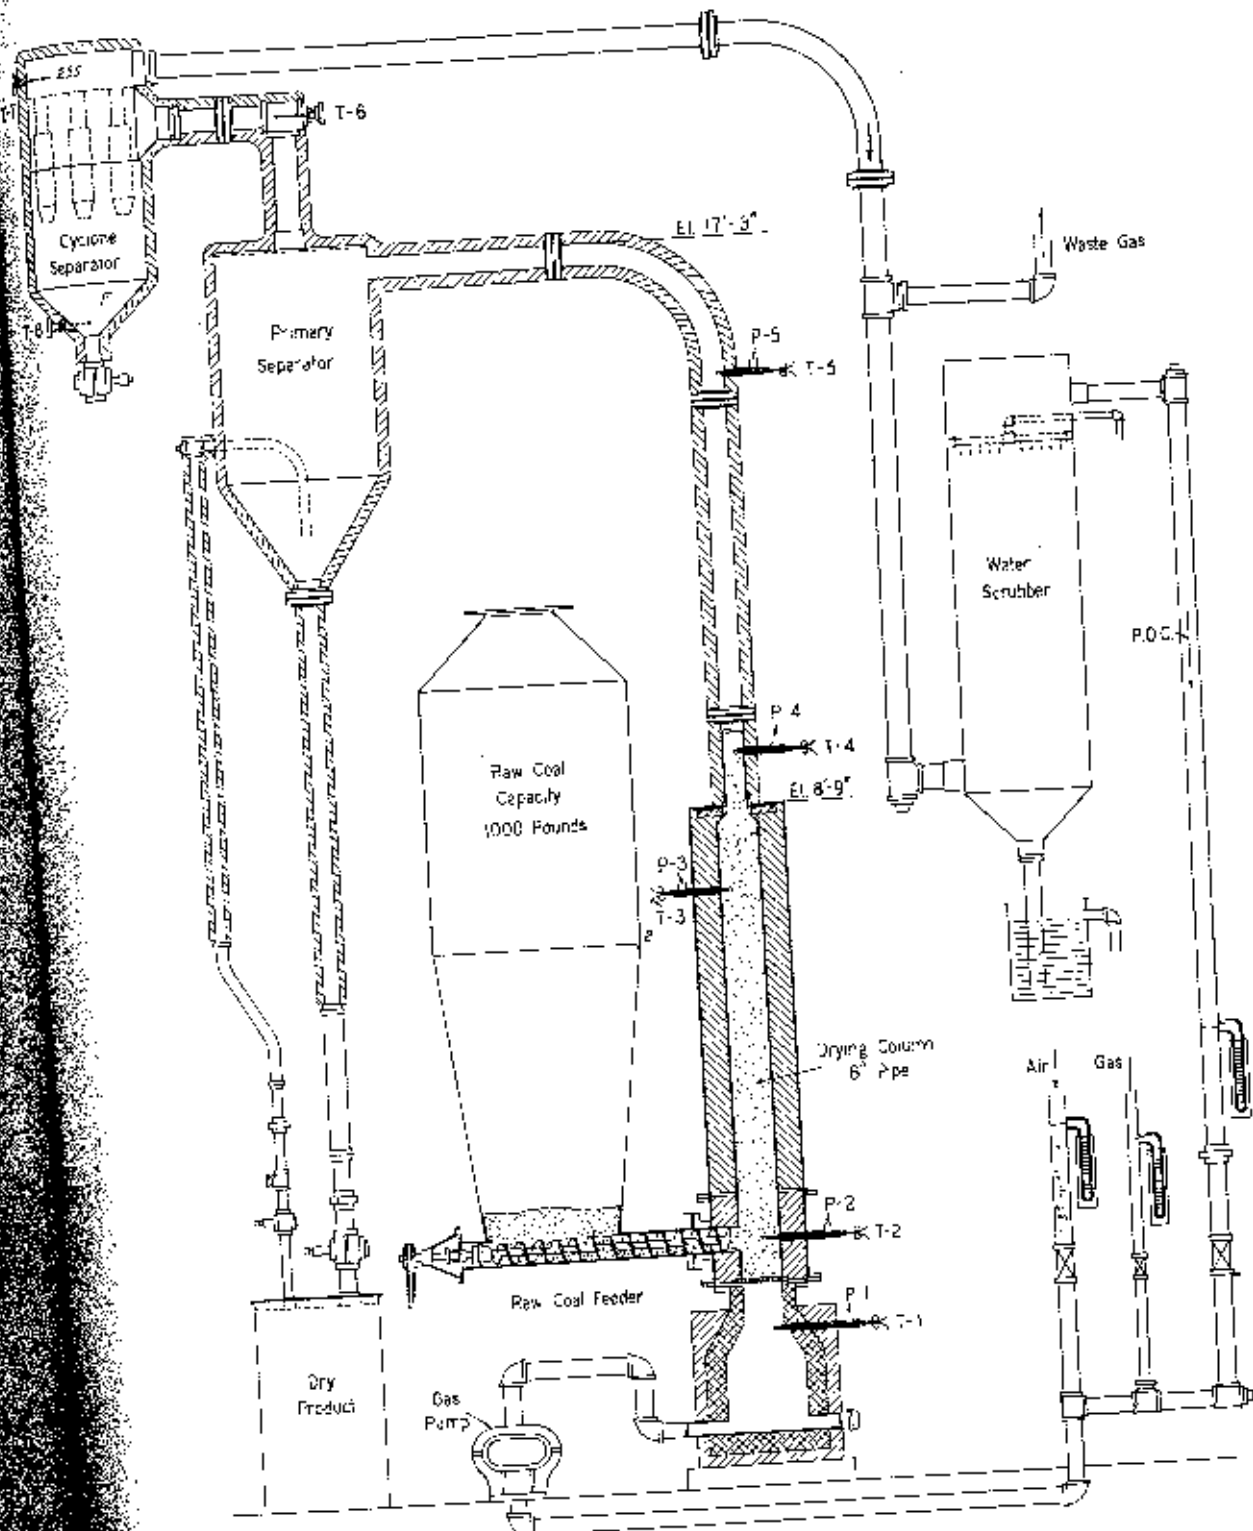 T-6
Cyclone
Separator
T-8
El. 17'-3"
Waste Gas
Primary
Separator
P-5
T-5
Water
Scrubber
P.O.C.
P-4
T-4
Raw Coal
Capacity
1000 Pounds
El. 8'-9"
P-3
T-3
Drying Column
6" Pipe
Air
Gas
P-2
T-2
Raw Coal Feeder
P-1
T-1
Dry
Product
Gas
Pump